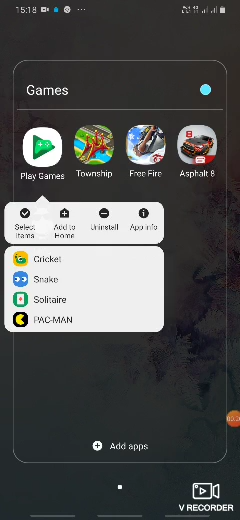 15:18
Games
Play Games
Township
Free Fire
Asphalt 8
Select items
Add to Home
Uninstall
App info
Cricket
Snake
Solitaire
PAC-MAN
Add apps
V RECORDER